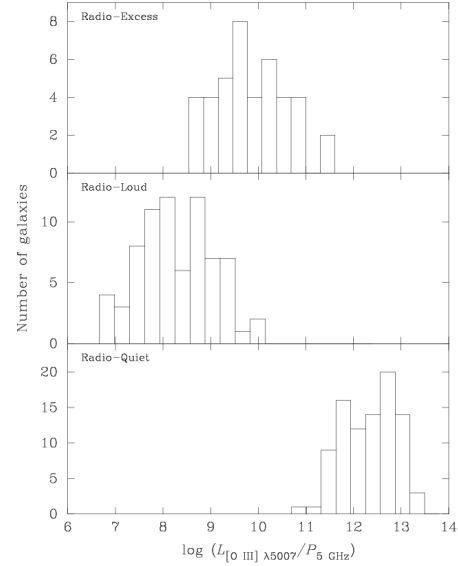 Radio-Excess
8
6
4
2
0
Radio-Loud
10
5
0
Radio-Quiet
20
15
10
5
0
6 7 8 9 10 11 12 13 14
Number of galaxies
log (L[O III] λ5007/P5 GHz)